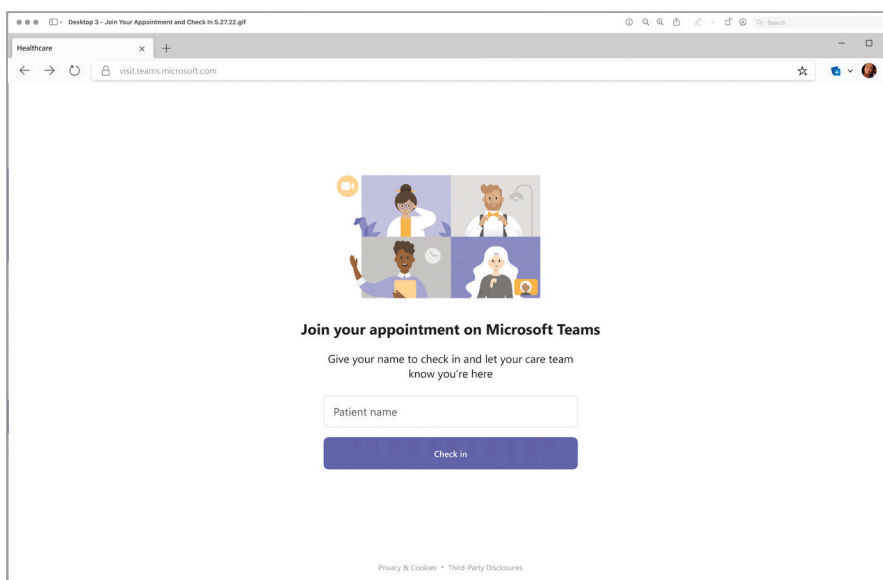 Desktop 3 - Join Your Appointment and Check In 5.27.22.gif
Search
Healthcare
visit.teams.microsoft.com
Join your appointment on Microsoft Teams
Give your name to check in and let your care team
know you're here
Patient name
Check in
Privacy & Cookies • Third-Party Disclosures